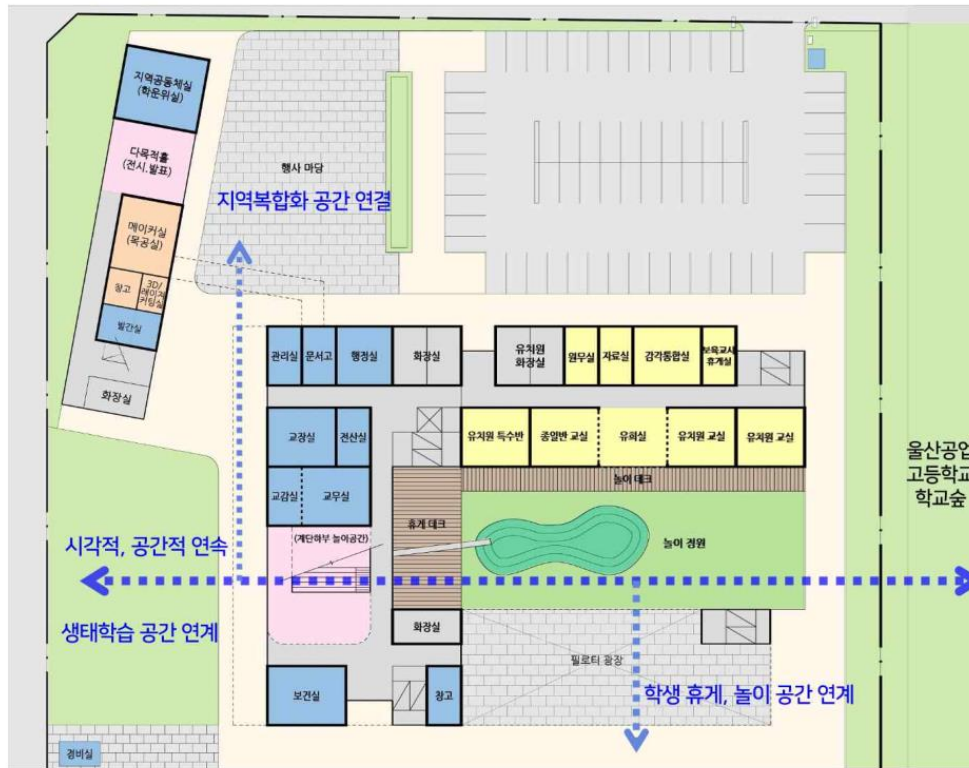 지역공동체실
(학운위실)
다목적홀
(전시.발표)
메이커실
(목공실)
창고
3D/
레이저
커팅실
발간실
화장실
행사 마당
지역복합화 공간 연결
관리실
문서고
행정실
화장실
유치원
화장실
원무실
자료실
감각통합실
보육교사
휴게실
교장실
전산실
유치원 특수반
종일반 교실
유희실
유치원 교실
유치원 교실
교감실
교무실
휴게 데크
놀이 데크
놀이 정원
(계단하부 놀이공간)
시각적, 공간적 연속
생태학습 공간 연계
화장실
필로티 광장
학생 휴게, 놀이 공간 연계
보건실
창고
경비실
울산공업
고등학교
학교숲